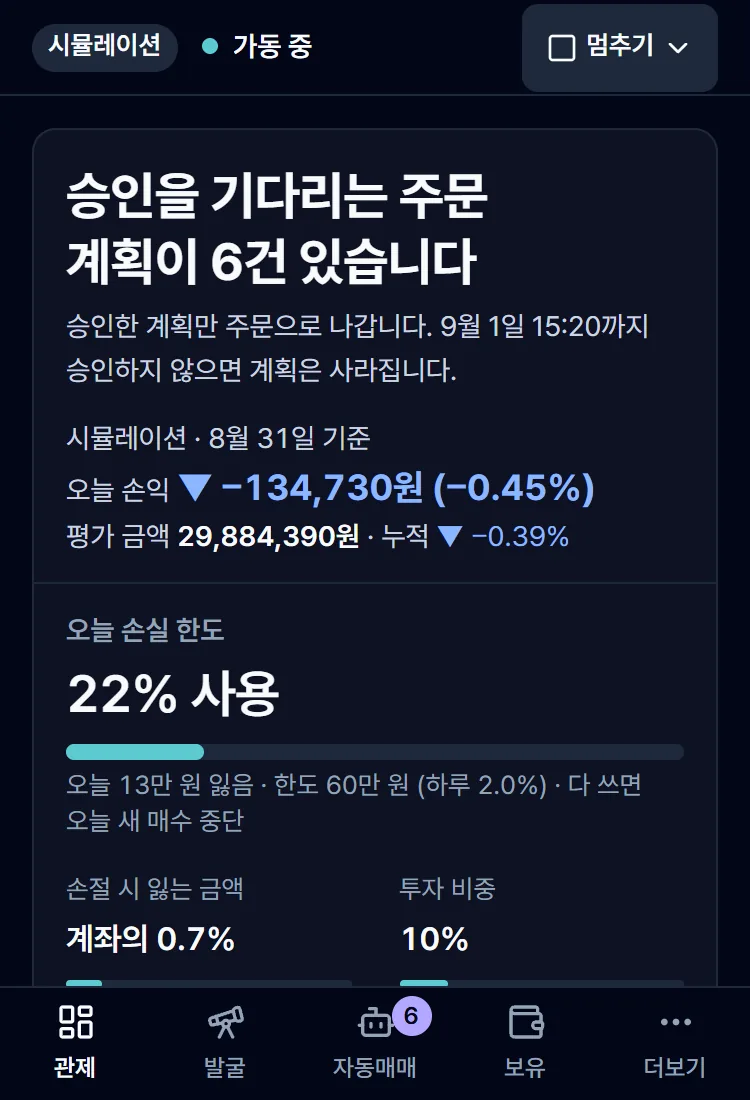 시뮬레이션
가동 중
멈추기
승인을 기다리는 주문
계획이 6건 있습니다
승인한 계획만 주문으로 나갑니다. 9월 1일 15:20까지
승인하지 않으면 계획은 사라집니다.
시뮬레이션 · 8월 31일 기준
오늘 손익 ▼ −134,730원 (−0.45%)
평가 금액 29,884,390원 · 누적 ▼ −0.39%
오늘 손실 한도
22% 사용
오늘 13만 원 잃음 · 한도 60만 원 (하루 2.0%) · 다 쓰면
오늘 새 매수 중단
손절 시 잃는 금액
계좌의 0.7%
투자 비중
10%
관제
발굴
자동매매
6
보유
더보기